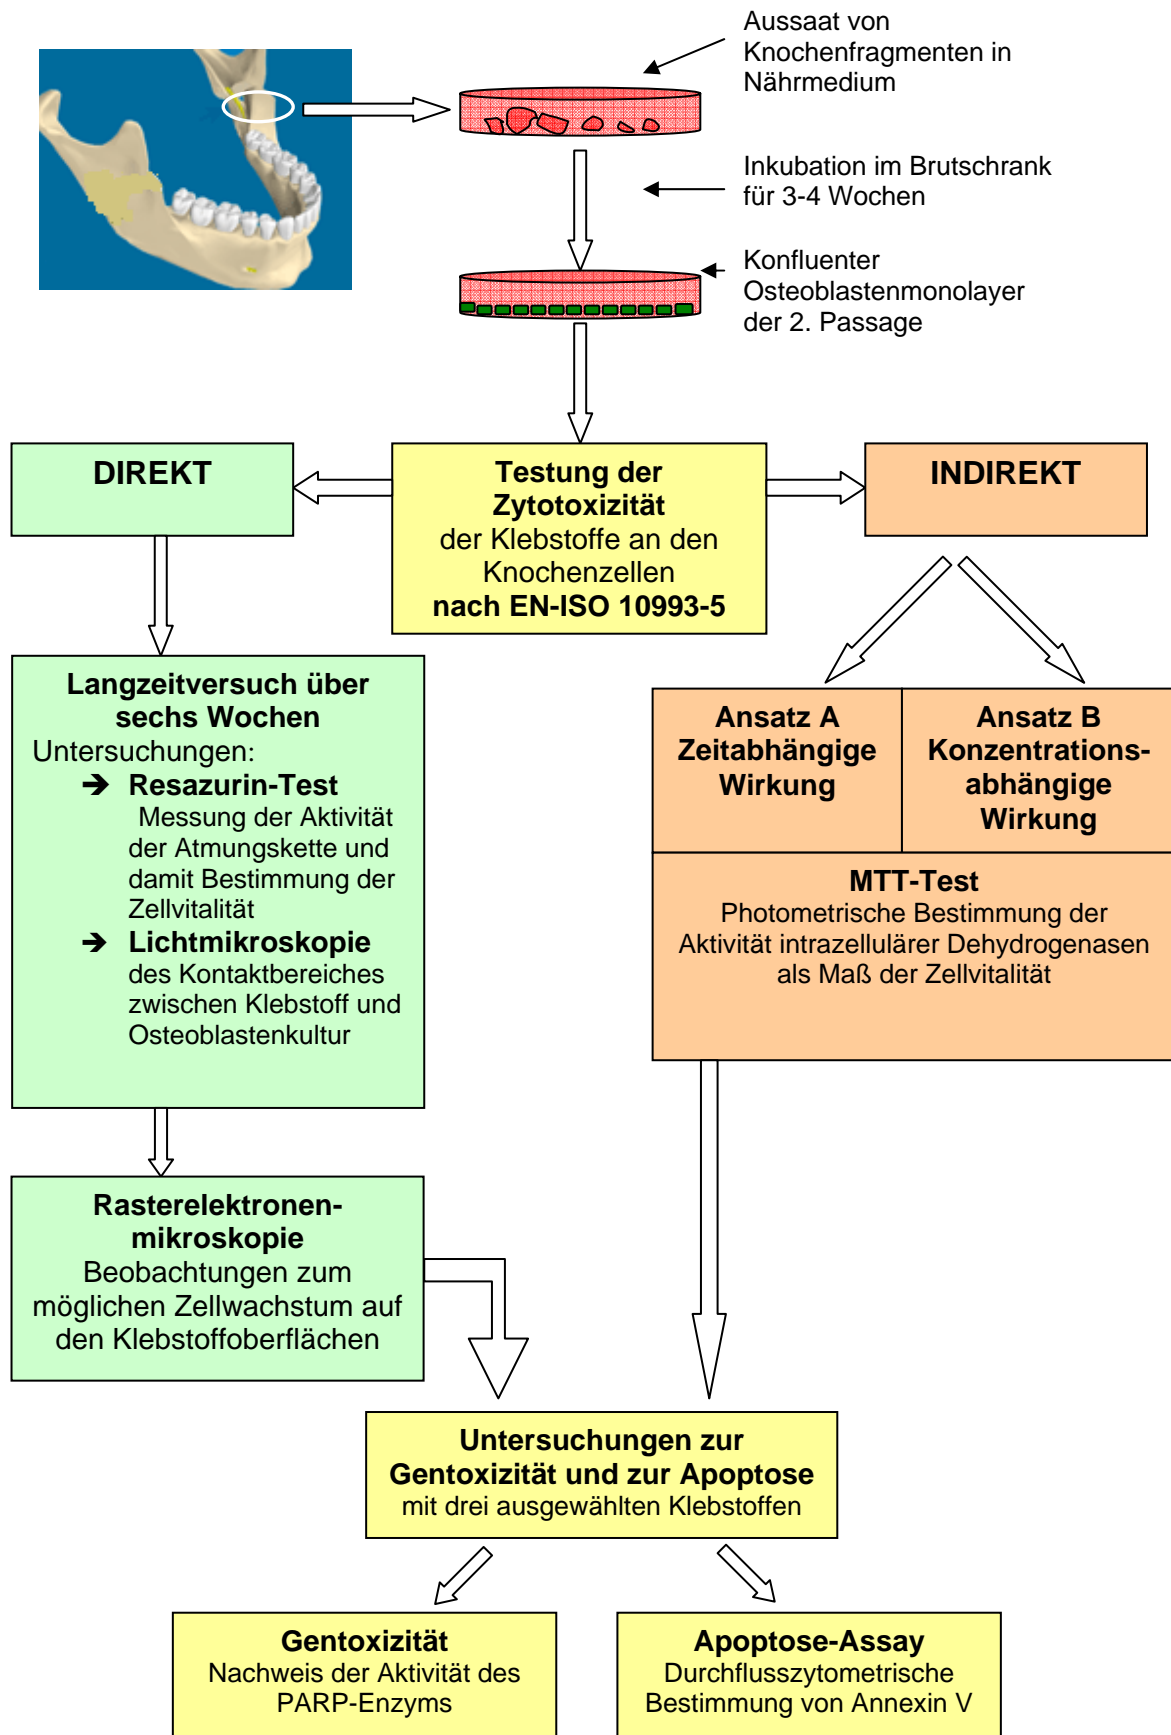 Aussaat von
Knochenfragmenten in
Nährmedium
Inkubation im Brutschrank
für 3-4 Wochen
Konfluenter
Osteoblastenmonolayer
der 2. Passage
DIREKT
Testung der
Zytotoxizität
der Klebstoffe an den
Knochenzellen
nach EN-ISO 10993-5
INDIREKT
Langzeitversuch über
sechs Wochen
Untersuchungen:
➔ Resazurin-Test
Messung der Aktivität
der Atmungskette und
damit Bestimmung der
Zellvitalität
➔ Lichtmikroskopie
des Kontaktbereiches
zwischen Klebstoff und
Osteoblastenkultur
Ansatz A
Zeitabhängige
Wirkung
Ansatz B
Konzentrations-
abhängige
Wirkung
MTT-Test
Photometrische Bestimmung der
Aktivität intrazellulärer Dehydrogenasen
als Maß der Zellvitalität
Rasterelektronen-
mikroskopie
Beobachtungen zum
möglichen Zellwachstum auf
den Klebstoffoberflächen
Untersuchungen zur
Gentoxizität und zur Apoptose
mit drei ausgewählten Klebstoffen
Gentoxizität
Nachweis der Aktivität des
PARP-Enzyms
Apoptose-Assay
Durchflusszytometrische
Bestimmung von Annexin V